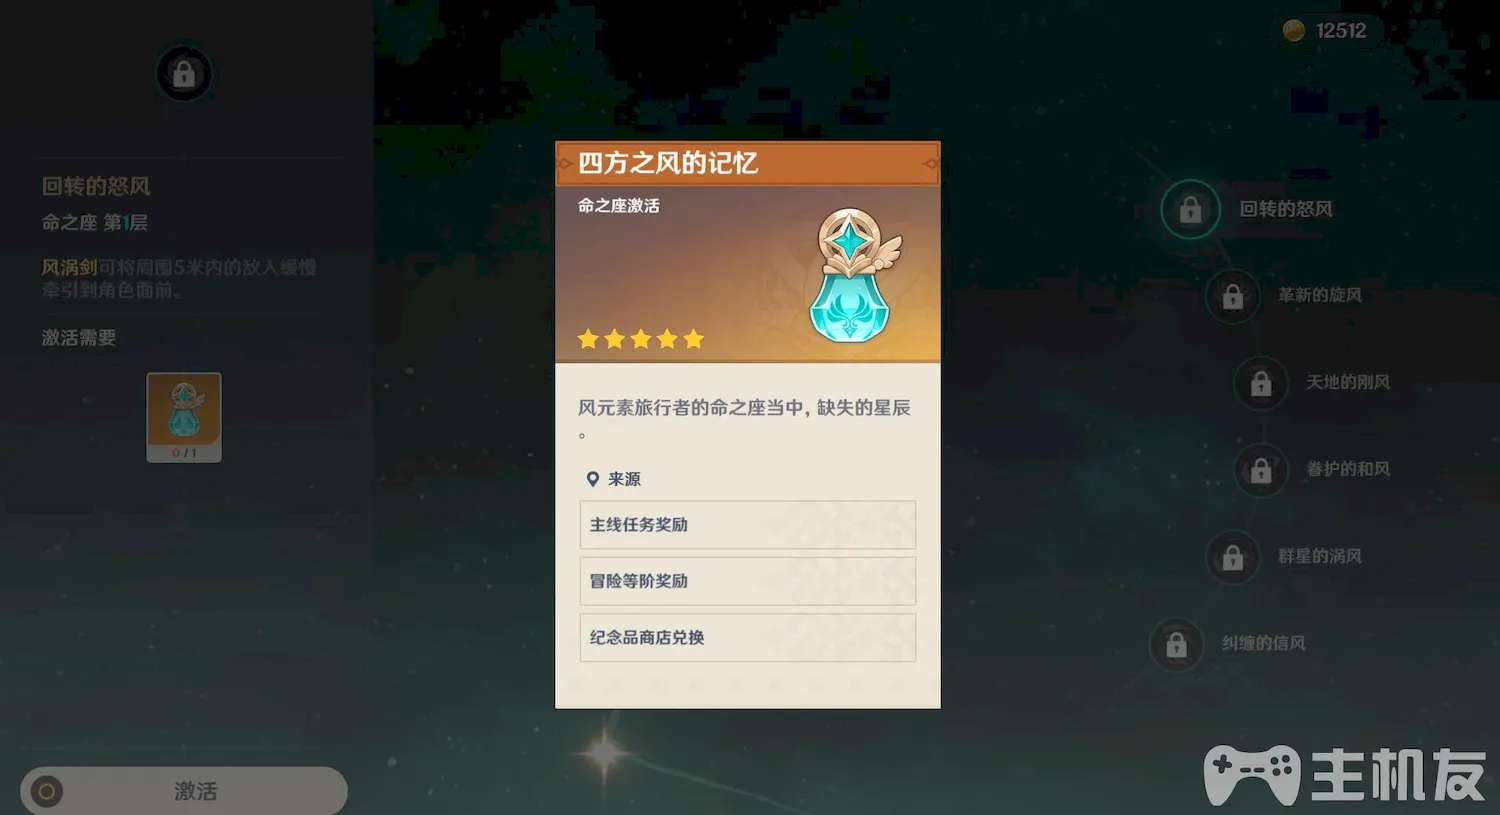 12512
回转的怒风
命之座 第1层
风涡剑可将周围5米内的敌人缓慢
牵引到角色面前。
激活需要
0 / 1
激活
四方之风的记忆
命之座激活
风元素旅行者的命之座当中，缺失的星辰
。
来源
主线任务奖励
冒险等阶奖励
纪念品商店兑换
回转的怒风
革新的旋风
天地的刚风
眷护的和风
群星的涡风
纠缠的信风
主机友